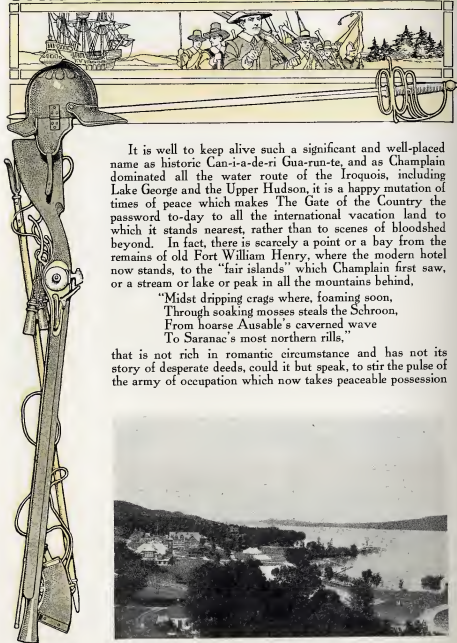 It is well to keep alive such a significant and well-placed
name as historic Can-i-a-de-ri Gua-run-te, and as Champlain
dominated all the water route of the Iroquois, including
Lake George and the Upper Hudson, it is a happy mutation of
times of peace which makes The Gate of the Country the
password to-day to all the international vacation land to
which it stands nearest, rather than to scenes of bloodshed
beyond. In fact, there is scarcely a point or a bay from the
remains of old Fort William Henry, where the modern hotel
now stands, to the "fair islands" which Champlain first saw,
or a stream or lake or peak in all the mountains behind,
"Midst dripping crags where, foaming soon,
Through soaking mosses steals the Schroon,
From hoarse Ausable's caverned wave
To Saranac's most northern rills,"
that is not rich in romantic circumstance and has not its
story of desperate deeds, could it but speak, to stir the pulse of
the army of occupation which now takes peaceable possession